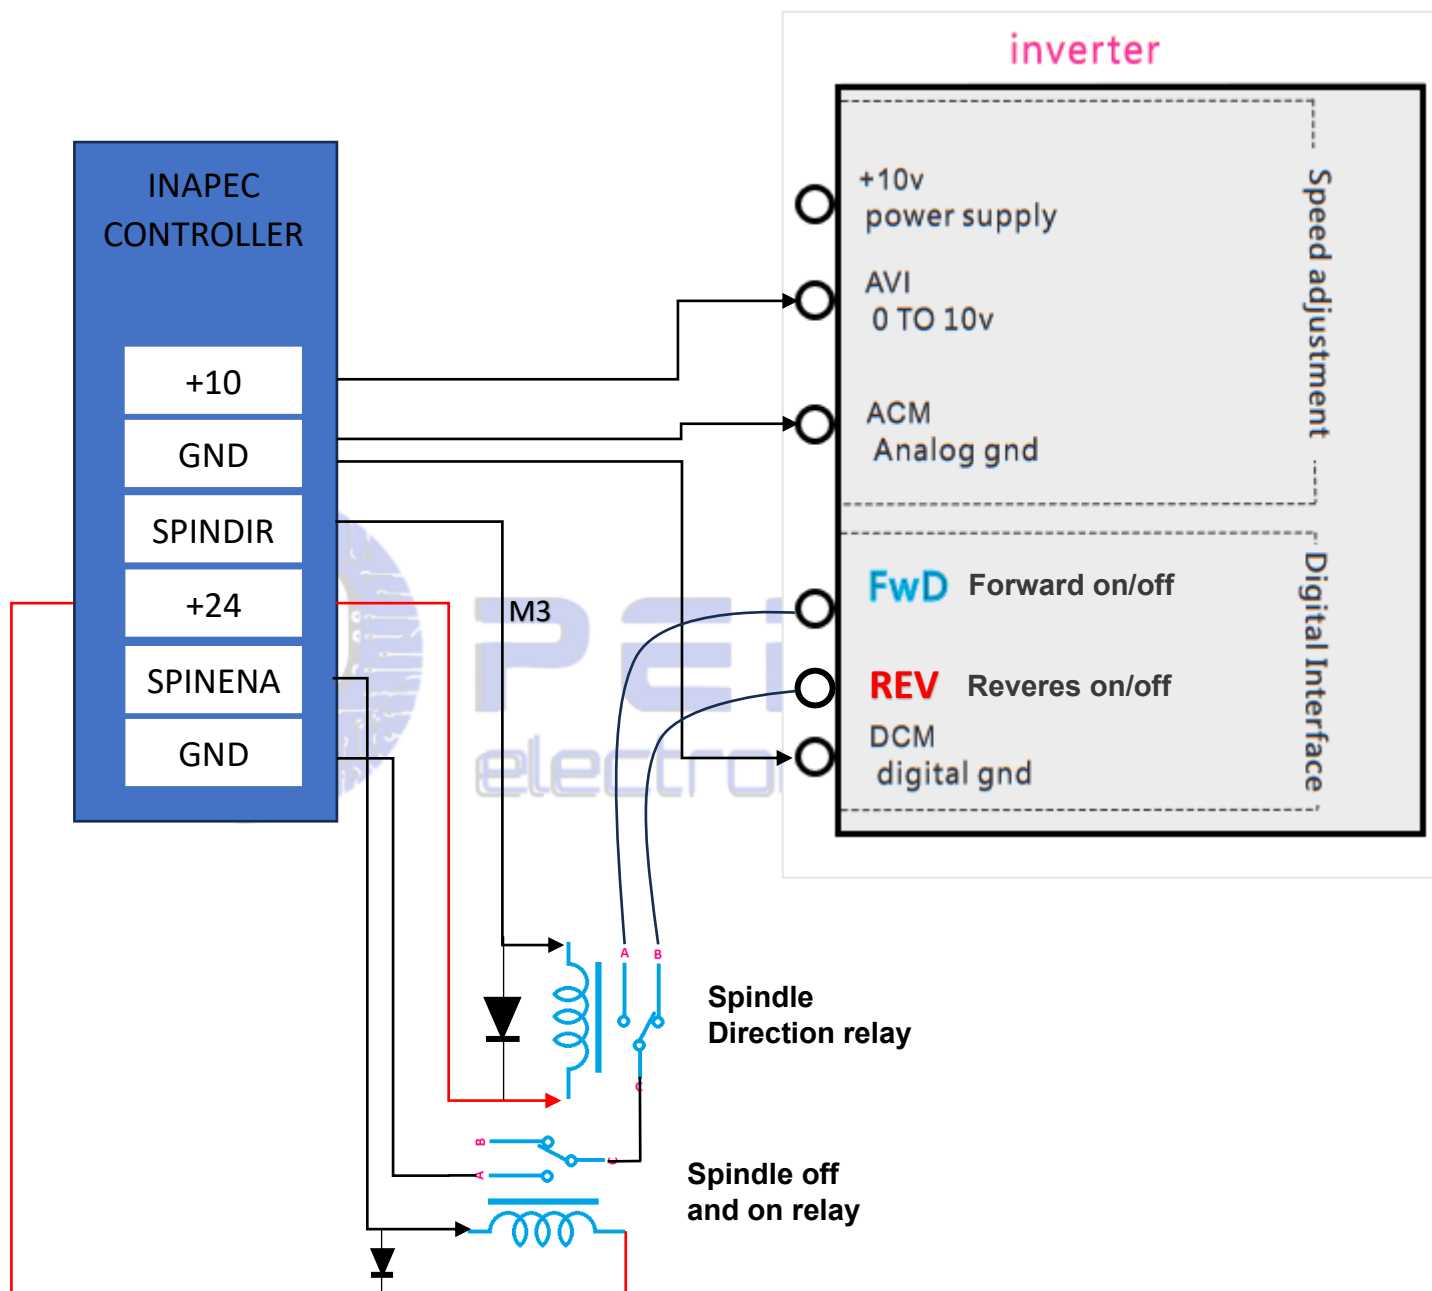 inverter
INAPEC
CONTROLLER
+10
GND
SPINDIR
+24
SPINENA
GND
+10v
power supply
AVI
0 TO 10v
ACM
Analog gnd
Speed adjustment
FwD Forward on/off
REV Reveres on/off
DCM
digital gnd
Digital Interface
M3
electro
A B
C
Spindle
Direction relay
B
A
C
Spindle off
and on relay